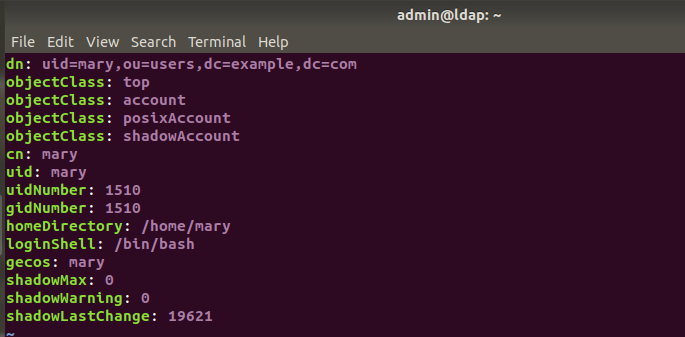 admin@ldap: ~
File Edit View Search Terminal Help
dn: uid=mary,ou=users,dc=example,dc=com
objectClass: top
objectClass: account
objectClass: posixAccount
objectClass: shadowAccount
cn: mary
uid: mary
uidNumber: 1510
gidNumber: 1510
homeDirectory: /home/mary
loginShell: /bin/bash
gecos: mary
shadowMax: 0
shadowWarning: 0
shadowLastChange: 19621
~